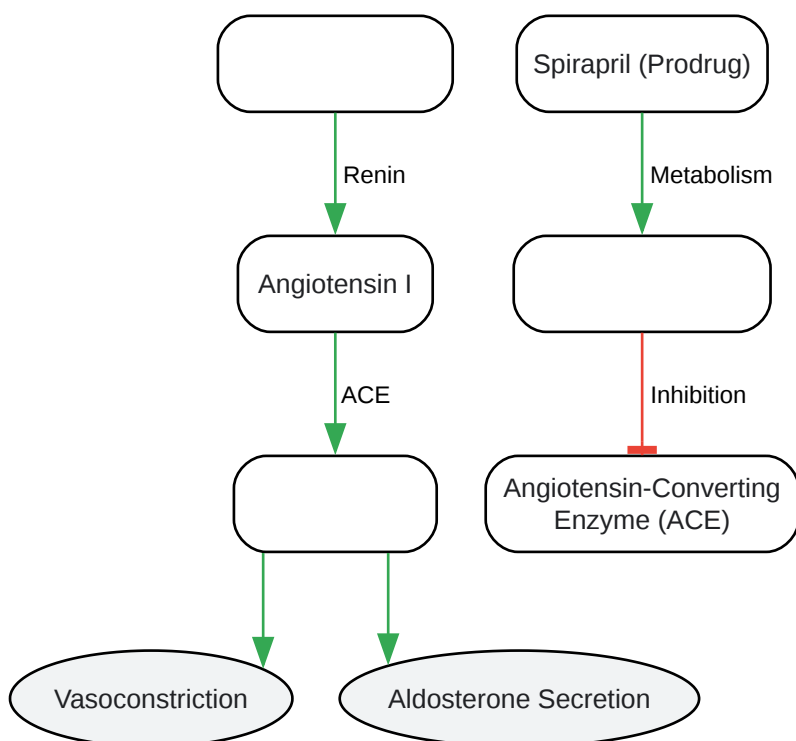 Spirapril (Prodrug)
Renin
Metabolism
Angiotensin I
ACE
Inhibition
Angiotensin-Converting
Enzyme (ACE)
Vasoconstriction
Aldosterone Secretion